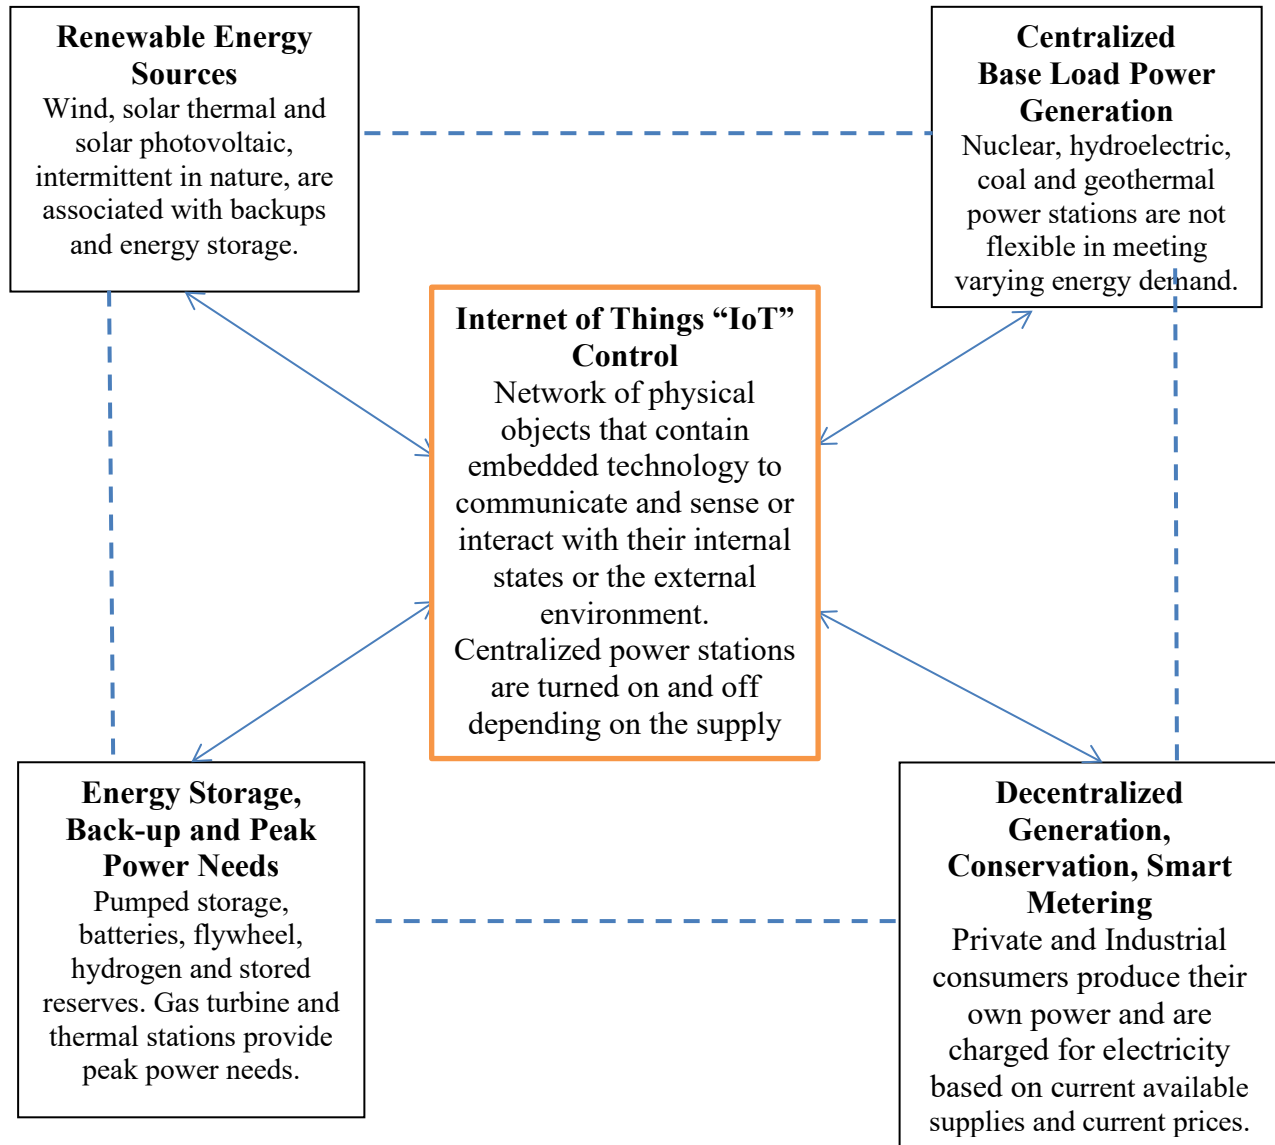 Renewable Energy
Sources
Wind, solar thermal and
solar photovoltaic,
intermittent in nature, are
associated with backups
and energy storage.
Centralized
Base Load Power
Generation
Nuclear, hydroelectric,
coal and geothermal
power stations are not
flexible in meeting
varying energy demand.
Internet of Things “IoT”
Control
Network of physical
objects that contain
embedded technology to
communicate and sense or
interact with their internal
states or the external
environment.
Centralized power stations
are turned on and off
depending on the supply
Energy Storage,
Back-up and Peak
Power Needs
Pumped storage,
batteries, flywheel,
hydrogen and stored
reserves. Gas turbine and
thermal stations provide
peak power needs.
Decentralized
Generation,
Conservation, Smart
Metering
Private and Industrial
consumers produce their
own power and are
charged for electricity
based on current available
supplies and current prices.